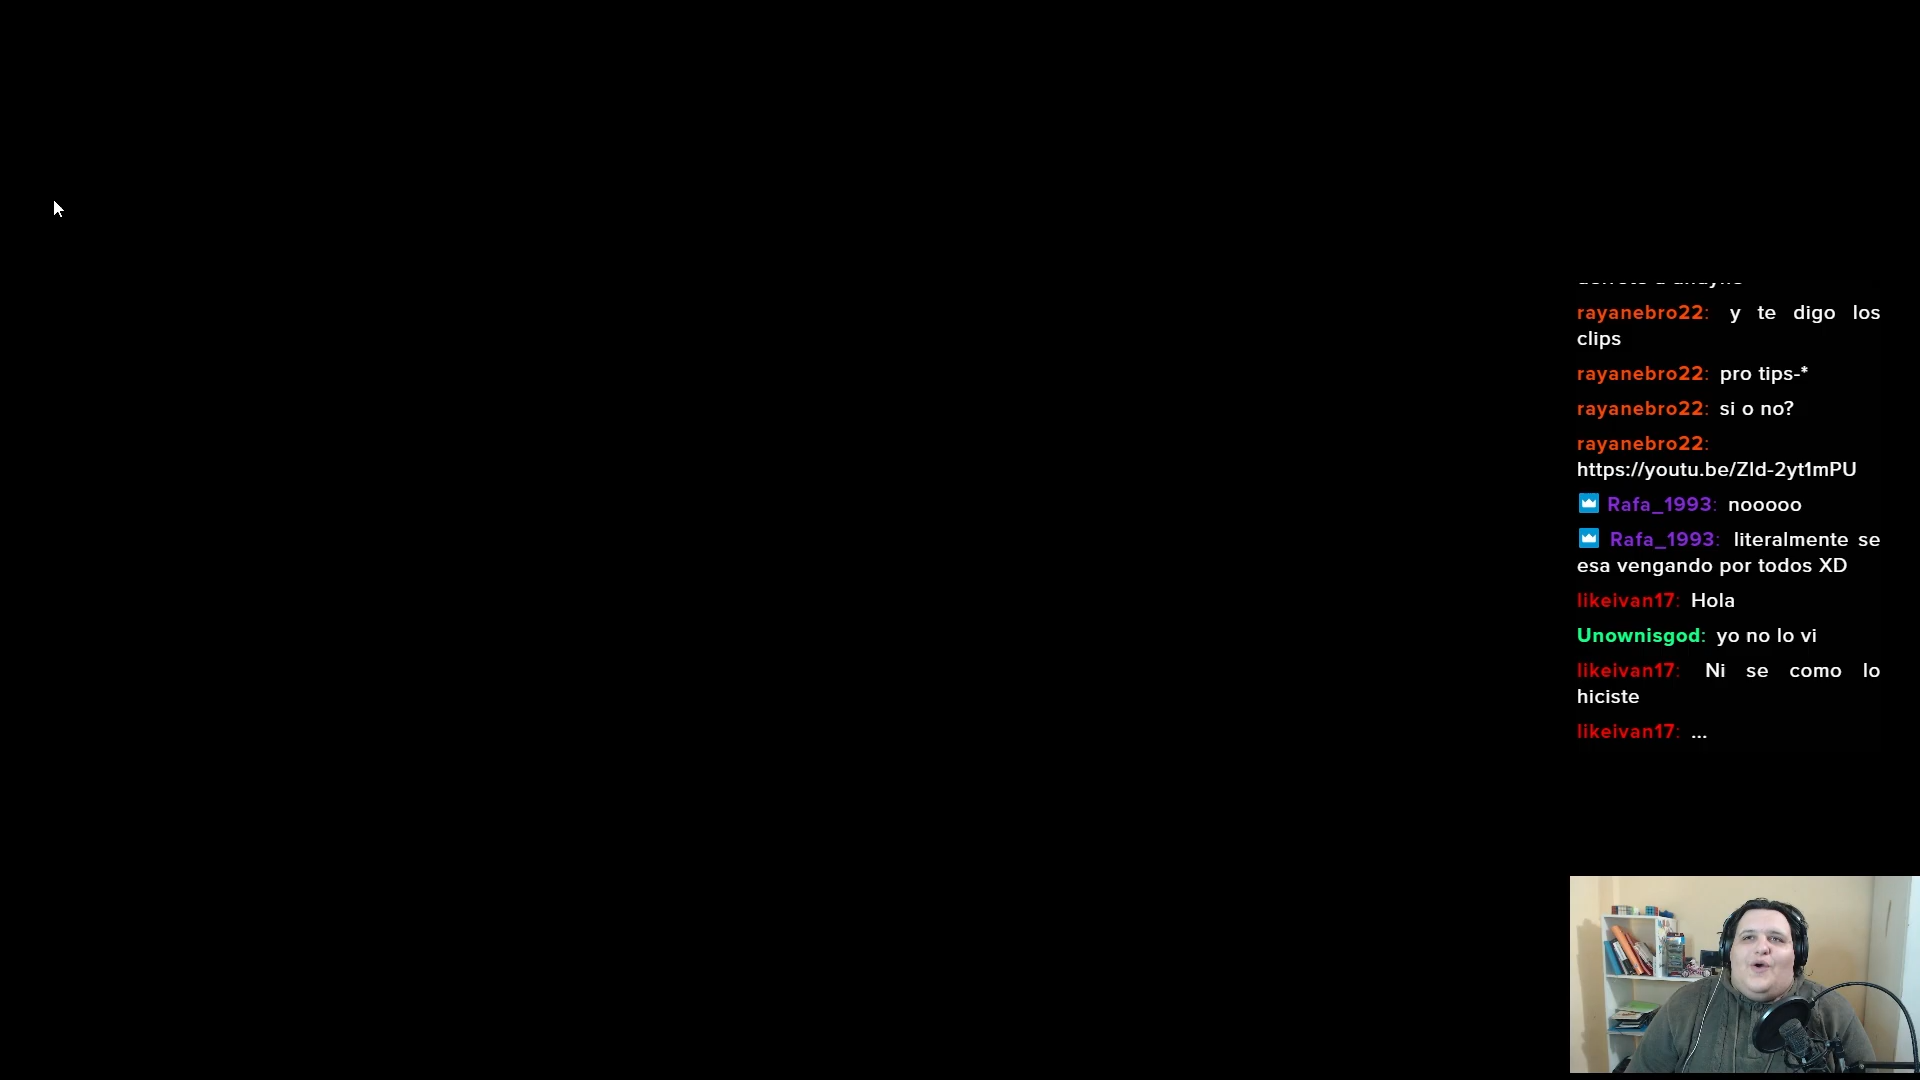 rayanebro22: y te digo los
clips
rayanebro22: pro tips-*
rayanebro22: si o no?
rayanebro22:
https://youtu.be/Zld-2yt1mPU
Rafa_1993: nooooo
Rafa_1993: literalmente se
esa vengando por todos XD
likeivan17: Hola
Unownisgod: yo no lo vi
likeivan17: Ni se como lo
hiciste
likeivan17: ...